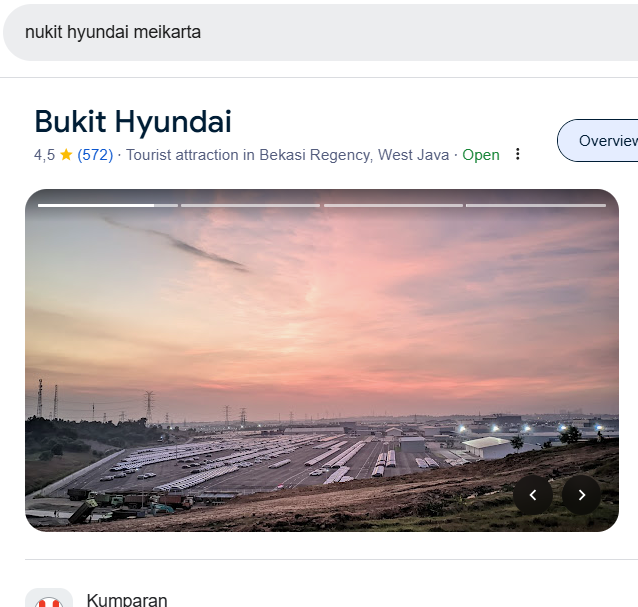 nukit hyundai meikarta
Bukit Hyundai
4,5 ★ (572) · Tourist attraction in Bekasi Regency, West Java · Open
Overview
Kumparan